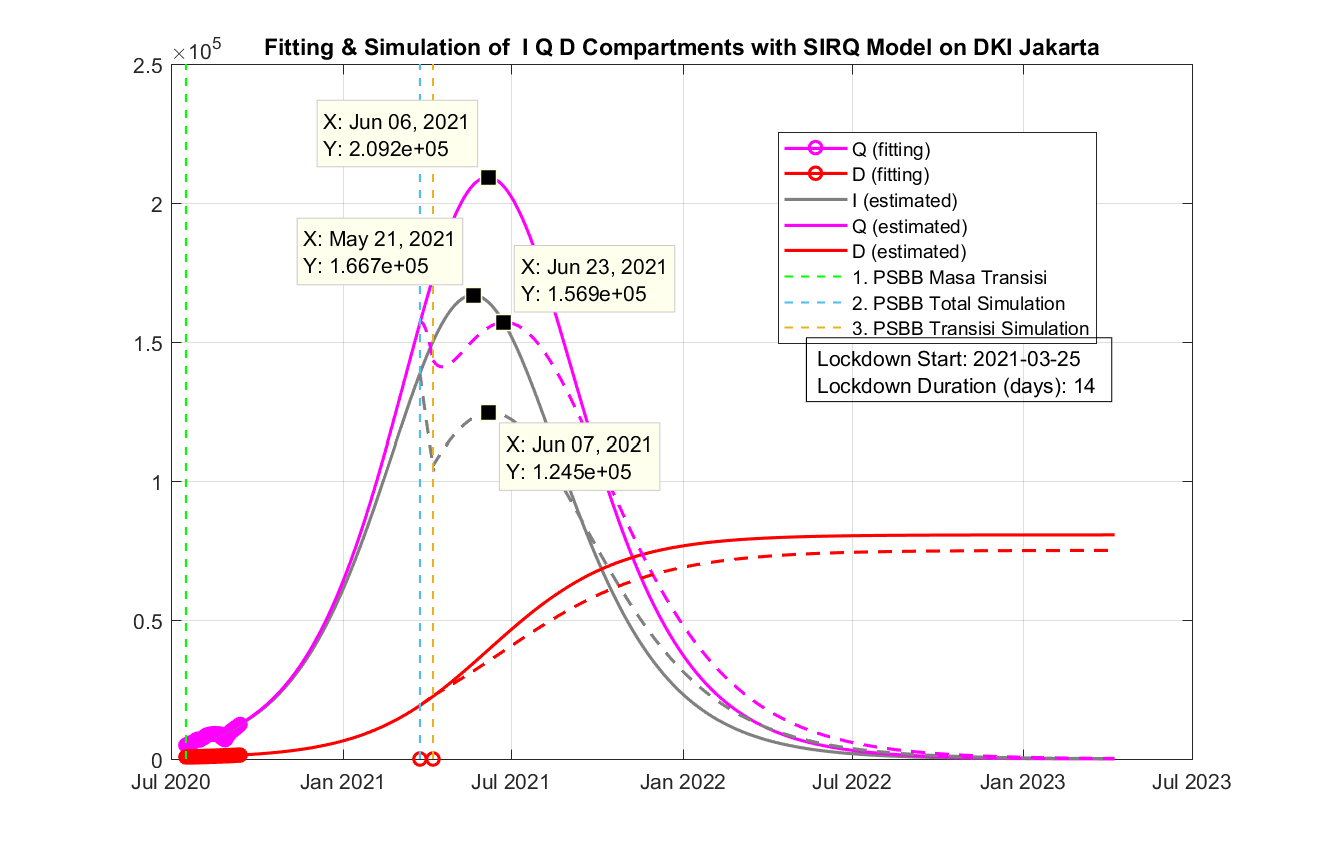 Fitting & Simulation of I Q D Compartments with SIRQ Model on DKI Jakarta
×10^5
2.5
2
1.5
1
0.5
0
X: Jun 06, 2021
Y: 2.092e+05
X: May 21, 2021
Y: 1.667e+05
X: Jun 23, 2021
Y: 1.569e+05
X: Jun 07, 2021
Y: 1.245e+05
Q (fitting)
D (fitting)
I (estimated)
Q (estimated)
D (estimated)
1. PSBB Masa Transisi
2. PSBB Total Simulation
3. PSBB Transisi Simulation
Lockdown Start: 2021-03-25
Lockdown Duration (days): 14
Jul 2020
Jan 2021
Jul 2021
Jan 2022
Jul 2022
Jan 2023
Jul 2023